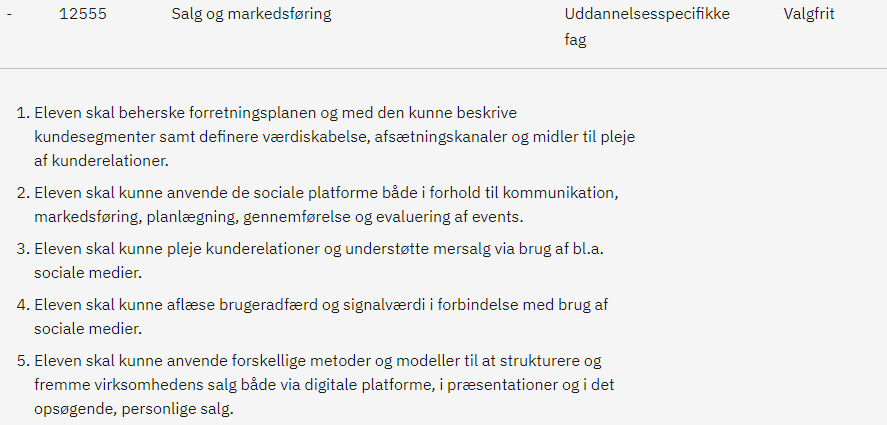 - 12555 Salg og markedsføring Uddannelsesspecifikke fag Valgfrit
1. Eleven skal beherske forretningsplanen og med den kunne beskrive
kundesegmenter samt definere værdiskabelse, afsætningskanaler og midler til pleje
af kunderelationer.
2. Eleven skal kunne anvende de sociale platforme både i forhold til kommunikation,
markedsføring, planlægning, gennemførelse og evaluering af events.
3. Eleven skal kunne pleje kunderelationer og understøtte mersalg via brug af bl.a.
sociale medier.
4. Eleven skal kunne aflæse brugeradfærd og signalværdi i forbindelse med brug af
sociale medier.
5. Eleven skal kunne anvende forskellige metoder og modeller til at strukturere og
fremme virksomhedens salg både via digitale platforme, i præsentationer og i det
opsøgende, personlige salg.